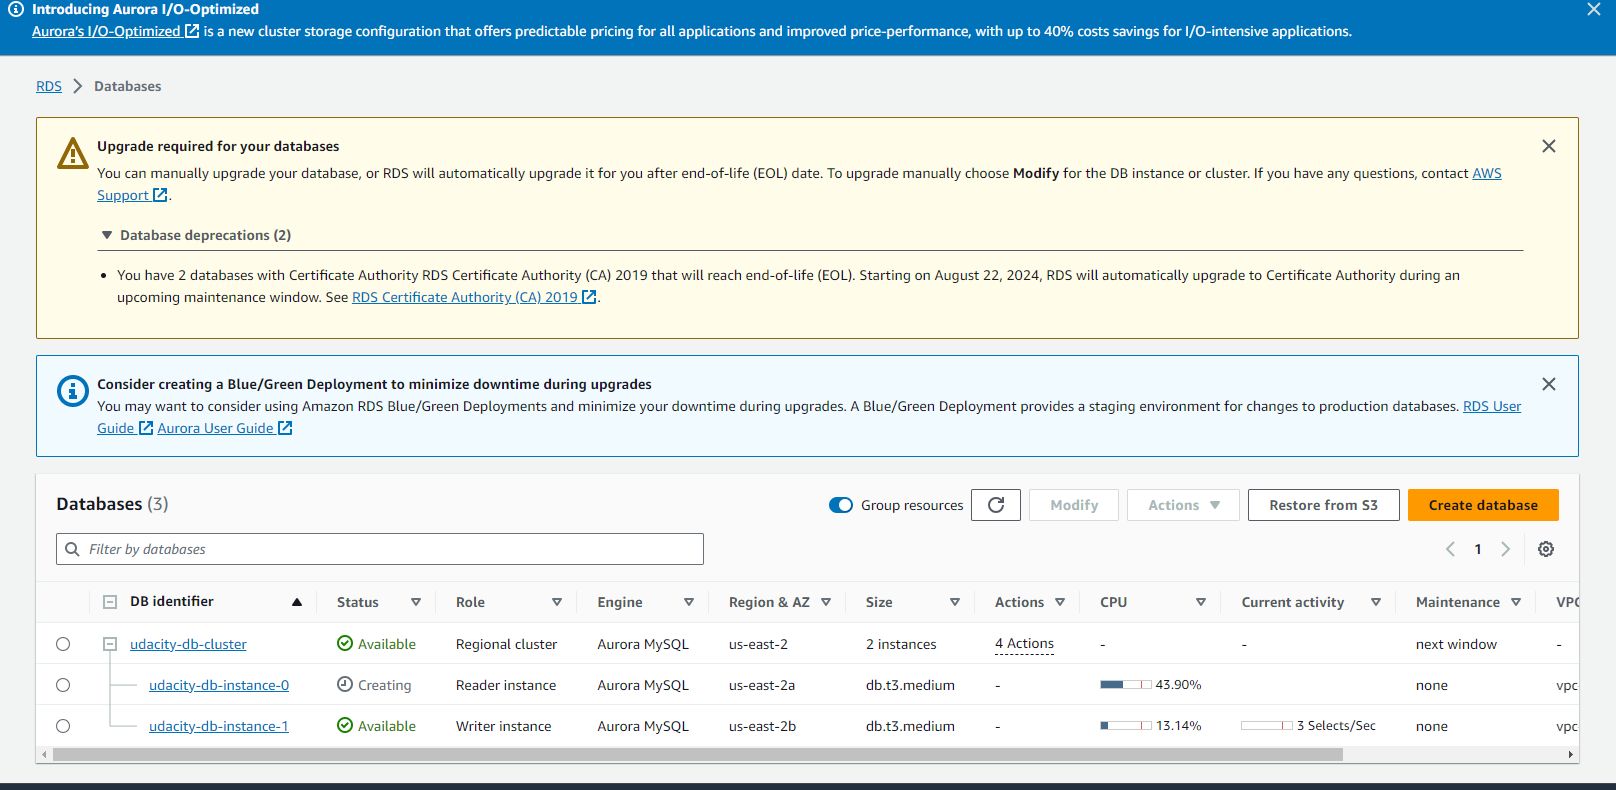 Introducing Aurora I/O-Optimized
Aurora's I/O-Optimized is a new cluster storage configuration that offers predictable pricing for all applications and improved price-performance, with up to 40% costs savings for I/O-intensive applications.
RDS > Databases
Upgrade required for your databases
You can manually upgrade your database, or RDS will automatically upgrade it for you after end-of-life (EOL) date. To upgrade manually choose Modify for the DB instance or cluster. If you have any questions, contact AWS
Support.
Database deprecations (2)
• You have 2 databases with Certificate Authority RDS Certificate Authority (CA) 2019 that will reach end-of-life (EOL). Starting on August 22, 2024, RDS will automatically upgrade to Certificate Authority during an
upcoming maintenance window. See RDS Certificate Authority (CA) 2019.
Consider creating a Blue/Green Deployment to minimize downtime during upgrades
You may want to consider using Amazon RDS Blue/Green Deployments and minimize your downtime during upgrades. A Blue/Green Deployment provides a staging environment for changes to production databases. RDS User
Guide Aurora User Guide
Databases (3) Group resources Modify Actions Restore from S3 Create database
Filter by databases 1
DB identifier Status Role Engine Region & AZ Size Actions CPU Current activity Maintenance VPC
udacity-db-cluster Available Regional cluster Aurora MySQL us-east-2 2 instances 4 Actions - - next window -
udacity-db-instance-0 Creating Reader instance Aurora MySQL us-east-2a db.t3.medium - 43.90% none vpc
udacity-db-instance-1 Available Writer instance Aurora MySQL us-east-2b db.t3.medium - 13.14% 3 Selects/Sec none vpc